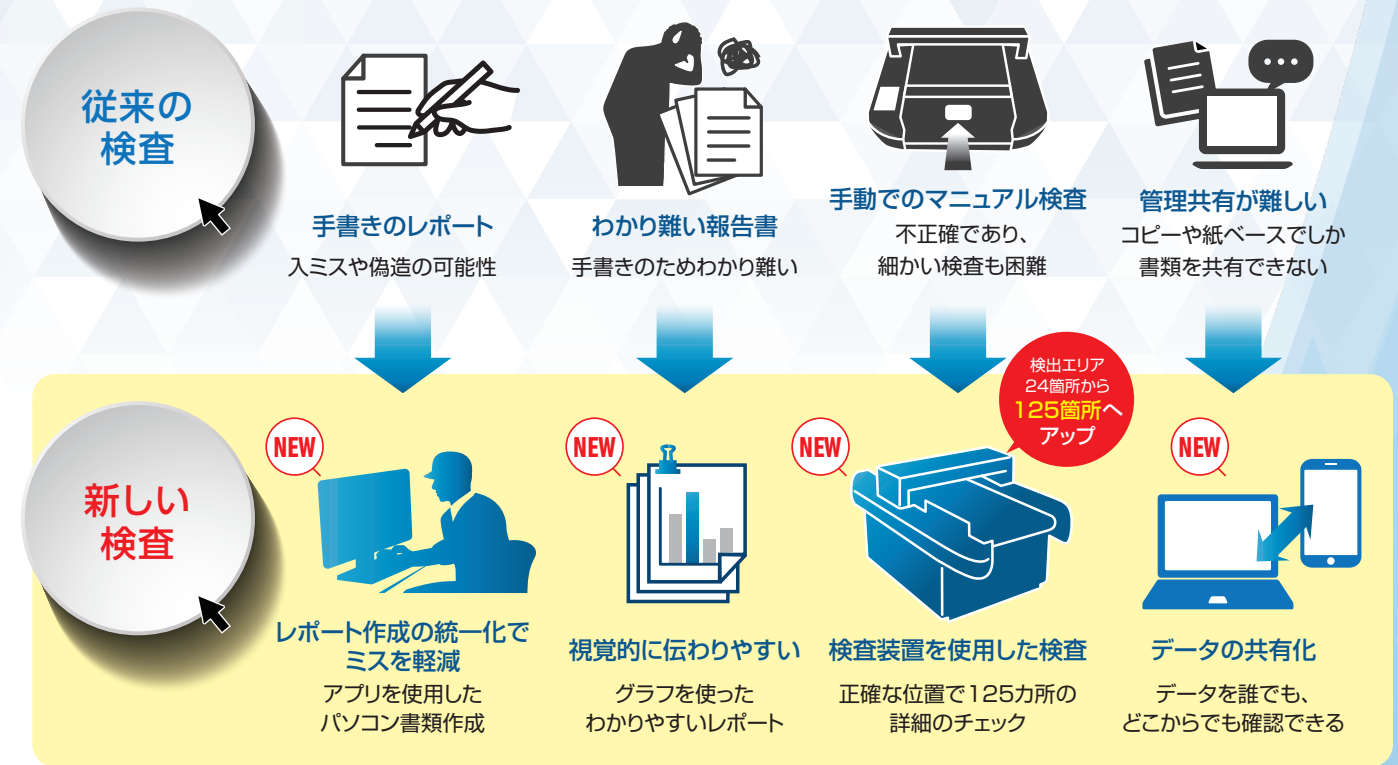 従来の
検査
手書きのレポート
入ミスや偽造の可能性
わかり難い報告書
手書きのためわかり難い
手動でのマニュアル検査
不正確であり、
細かい検査も困難
管理共有が難しい
コピーや紙ベースでしか
書類を共有できない
新しい
検査
NEW
レポート作成の統一化で
ミスを軽減
アプリを使用した
パソコン書類作成
NEW
視覚的に伝わりやすい
グラフを使った
わかりやすいレポート
NEW
検出エリア
24箇所から
125箇所へ
アップ
検査装置を使用した検査
正確な位置で125カ所の
詳細のチェック
NEW
データの共有化
データを誰でも、
どこからでも確認できる